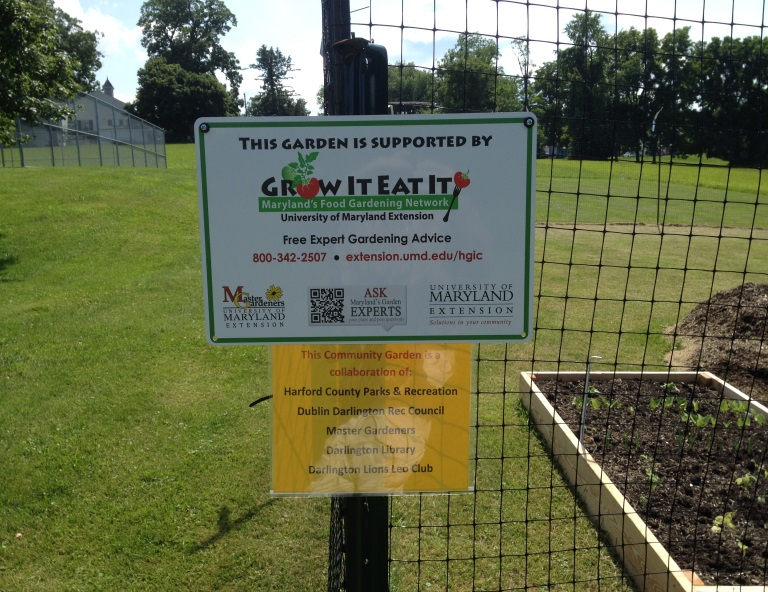 THIS GARDEN IS SUPPORTED BY
GROW IT EAT IT
Maryland's Food Gardening Network
University of Maryland Extension
Free Expert Gardening Advice
800-342-2507 • extension.umd.edu/hgic
Master
Gardeners
UNIVERSITY OF
MARYLAND
EXTENSION
ASK
Maryland's Garden
EXPERTS
UNIVERSITY OF
MARYLAND
EXTENSION
Solutions in your community
This Community Garden is a
collaboration of:
Harford County Parks & Recreation
Dublin Darlington Rec Council
Master Gardeners
Darlington Library
Darlington Lions Leo Club